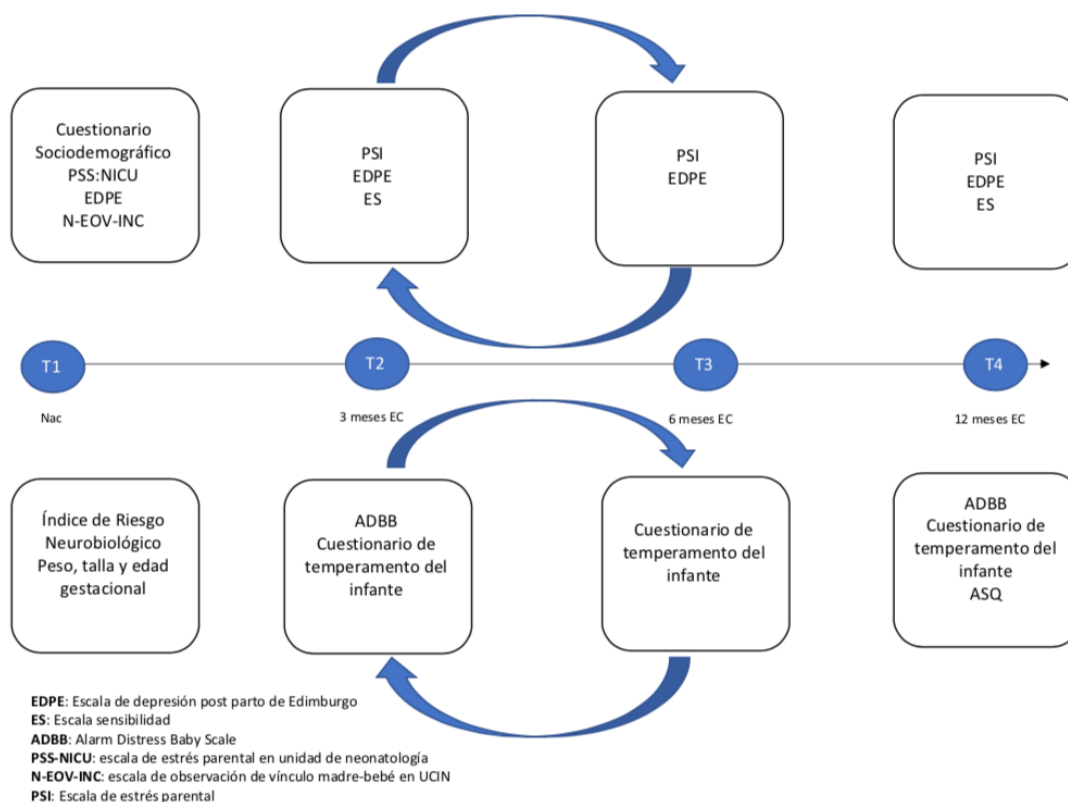 Cuestionario
Sociodemográfico
PSS:NICU
EDPE
N-EOV-INC
PSI
EDPE
ES
PSI
EDPE
PSI
EDPE
ES
T1
T2
T3
T4
Nac
3 meses EC
6 meses EC
12 meses EC
Índice de Riesgo
Neurobiológico
Peso, talla y edad
gestacional
ADBB
Cuestionario de
temperamento del
infante
Cuestionario de
temperamento del
infante
ADBB
Cuestionario de
temperamento del
infante
ASQ
EDPE: Escala de depresión post parto de Edimburgo
ES: Escala sensibilidad
ADBB: Alarm Distress Baby Scale
PSS-NICU: escala de estrés parental en unidad de neonatología
N-EOV-INC: escala de observación de vínculo madre-bebé en UCIN
PSI: Escala de estrés parental